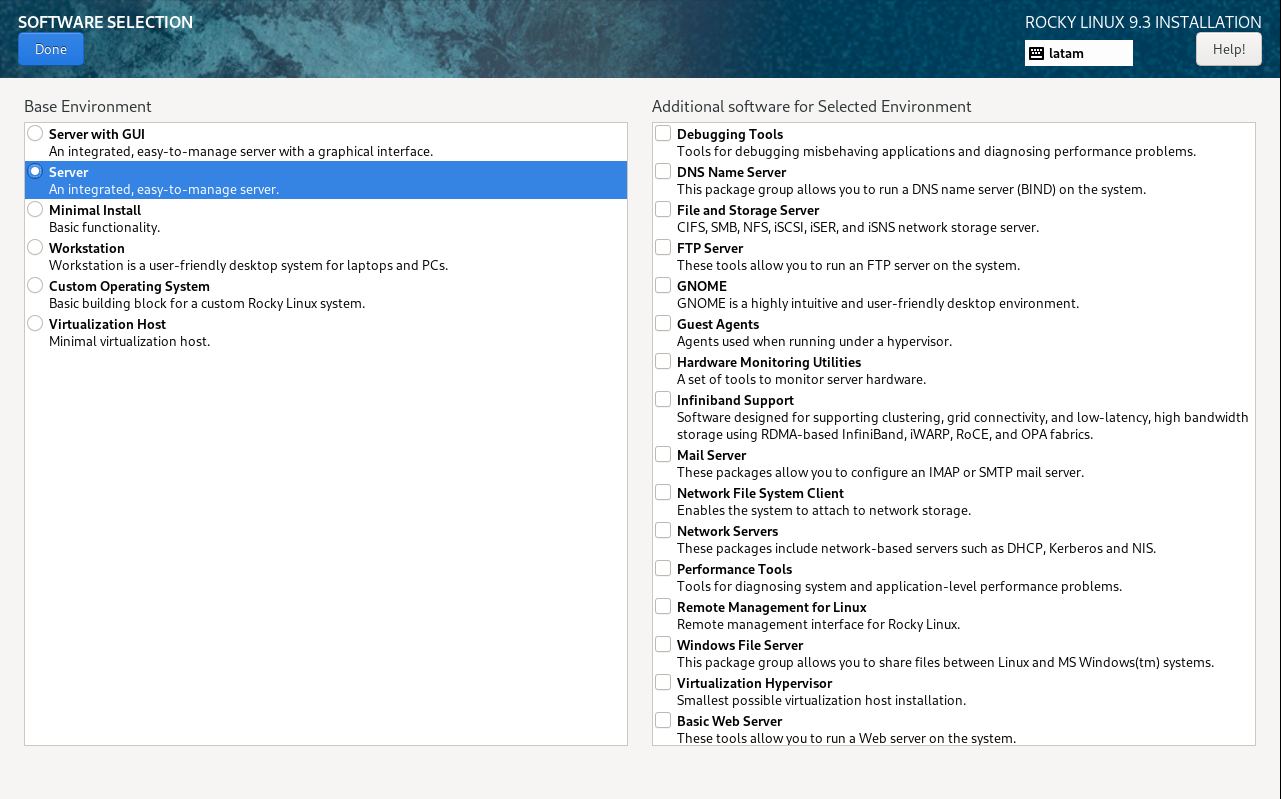 SOFTWARE SELECTION
Done
ROCKY LINUX 9.3 INSTALLATION
latam
Help!
Base Environment
Server with GUI
An integrated, easy-to-manage server with a graphical interface.
Server
An integrated, easy-to-manage server.
Minimal Install
Basic functionality.
Workstation
Workstation is a user-friendly desktop system for laptops and PCs.
Custom Operating System
Basic building block for a custom Rocky Linux system.
Virtualization Host
Minimal virtualization host.
Additional software for Selected Environment
Debugging Tools
Tools for debugging misbehaving applications and diagnosing performance problems.
DNS Name Server
This package group allows you to run a DNS name server (BIND) on the system.
File and Storage Server
CIFS, SMB, NFS, iSCSI, iSER, and iSNS network storage server.
FTP Server
These tools allow you to run an FTP server on the system.
GNOME
GNOME is a highly intuitive and user-friendly desktop environment.
Guest Agents
Agents used when running under a hypervisor.
Hardware Monitoring Utilities
A set of tools to monitor server hardware.
Infiniband Support
Software designed for supporting clustering, grid connectivity, and low-latency, high bandwidth
storage using RDMA-based InfiniBand, iWARP, RoCE, and OPA fabrics.
Mail Server
These packages allow you to configure an IMAP or SMTP mail server.
Network File System Client
Enables the system to attach to network storage.
Network Servers
These packages include network-based servers such as DHCP, Kerberos and NIS.
Performance Tools
Tools for diagnosing system and application-level performance problems.
Remote Management for Linux
Remote management interface for Rocky Linux.
Windows File Server
This package group allows you to share files between Linux and MS Windows(tm) systems.
Virtualization Hypervisor
Smallest possible virtualization host installation.
Basic Web Server
These tools allow you to run a Web server on the system.